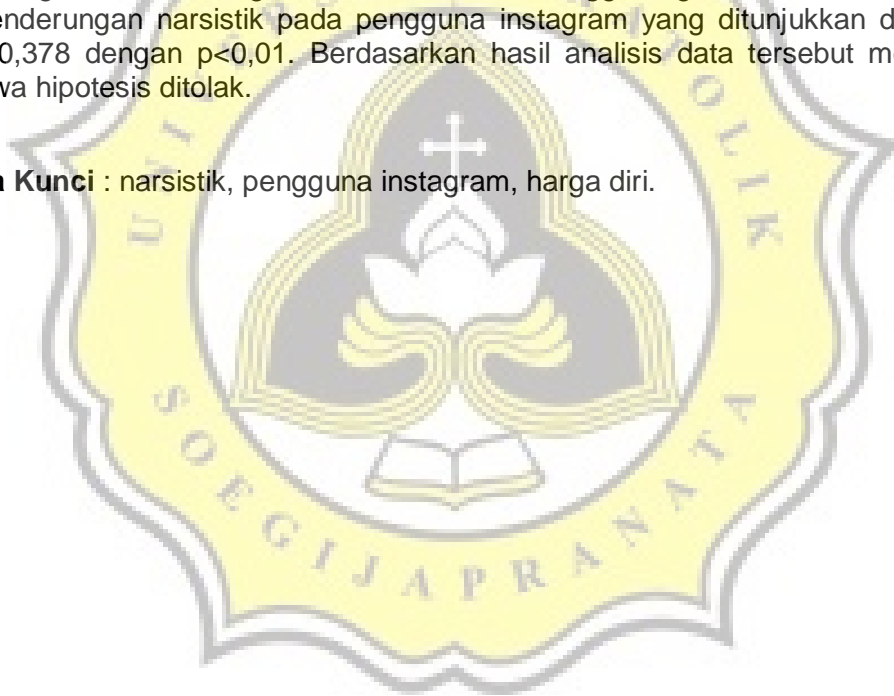 kecenderungan narsistik pada pengguna instagram yang ditunjukkan d
0,378 dengan p<0,01. Berdasarkan hasil analisis data tersebut m
wa hipotesis ditolak.
Kunci : narsistik, pengguna instagram, harga diri.
SOEGIJAPRANATA